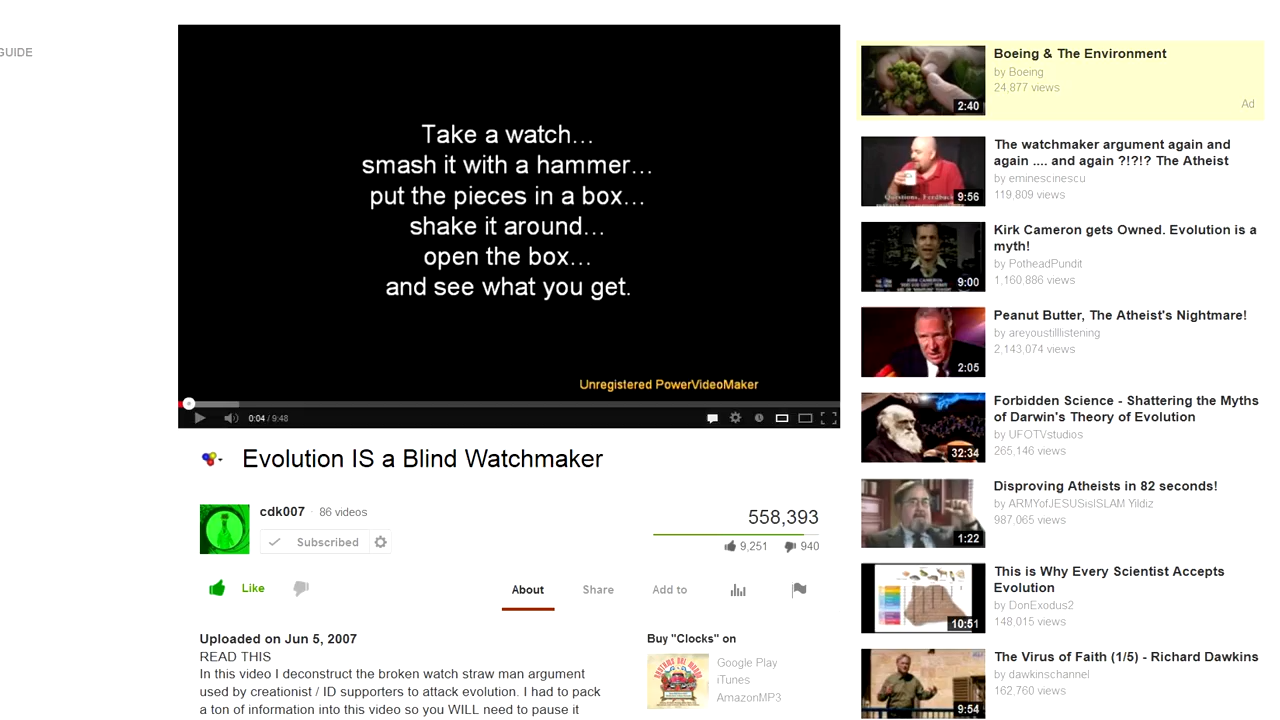 GUIDE
Take a watch...
smash it with a hammer...
put the pieces in a box...
shake it around...
open the box...
and see what you get.
Unregistered PowerVideoMaker
0:04 / 9:48
Evolution IS a Blind Watchmaker
cdk007 · 86 videos
Subscribed
558,393
9,251 940
Like
About Share Add to
Uploaded on Jun 5, 2007
READ THIS
In this video I deconstruct the broken watch straw man argument
used by creationist / ID supporters to attack evolution. I had to pack
a ton of information into this video so you WILL need to pause it
Buy "Clocks" on
Google Play
iTunes
AmazonMP3
2:40
Boeing & The Environment
by Boeing
24,877 views
Ad
Questions, Feedback
9:56
The watchmaker argument again and
again .... and again ?!?!? The Atheist
by eminescinescu
119,809 views
9:00
Kirk Cameron gets Owned. Evolution is a
myth!
by PotheadPundit
1,160,886 views
2:05
Peanut Butter, The Atheist's Nightmare!
by areyoustilllistening
2,143,074 views
32:34
Forbidden Science - Shattering the Myths
of Darwin's Theory of Evolution
by UFOTVstudios
265,146 views
1:22
Disproving Atheists in 82 seconds!
by ARMYofJESUSisISLAM Yildiz
987,065 views
10:51
This is Why Every Scientist Accepts
Evolution
by DonExodus2
148,015 views
9:54
The Virus of Faith (1/5) - Richard Dawkins
by dawkinschannel
162,760 views